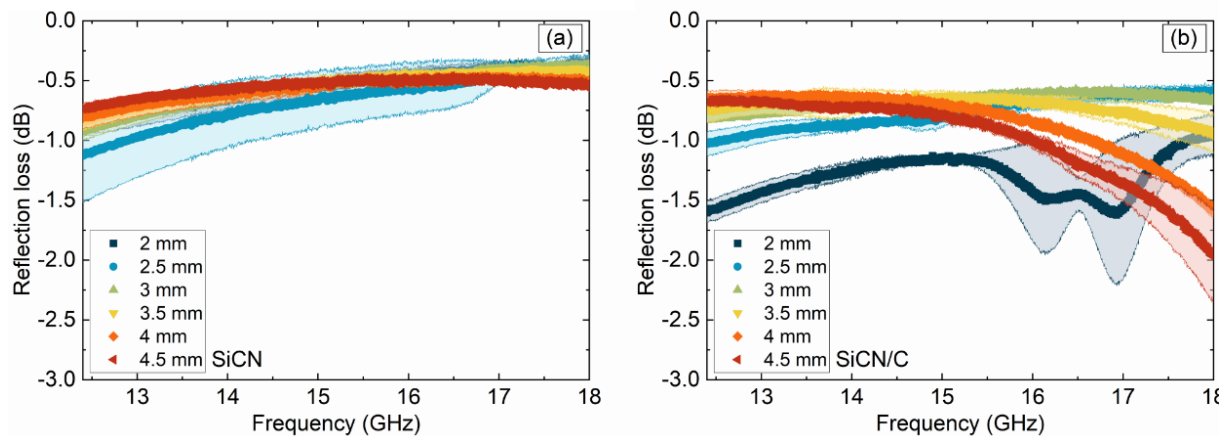 (a)
0.0
-0.5
-1.0
-1.5
-2.0
-2.5
-3.0
Reflection loss (dB)
2 mm
2.5 mm
3 mm
3.5 mm
4 mm
4.5 mm
SiCN
13 14 15 16 17 18
Frequency (GHz)
(b)
0.0
-0.5
-1.0
-1.5
-2.0
-2.5
-3.0
Reflection loss (dB)
2 mm
2.5 mm
3 mm
3.5 mm
4 mm
4.5 mm
SiCN/C
13 14 15 16 17 18
Frequency (GHz)